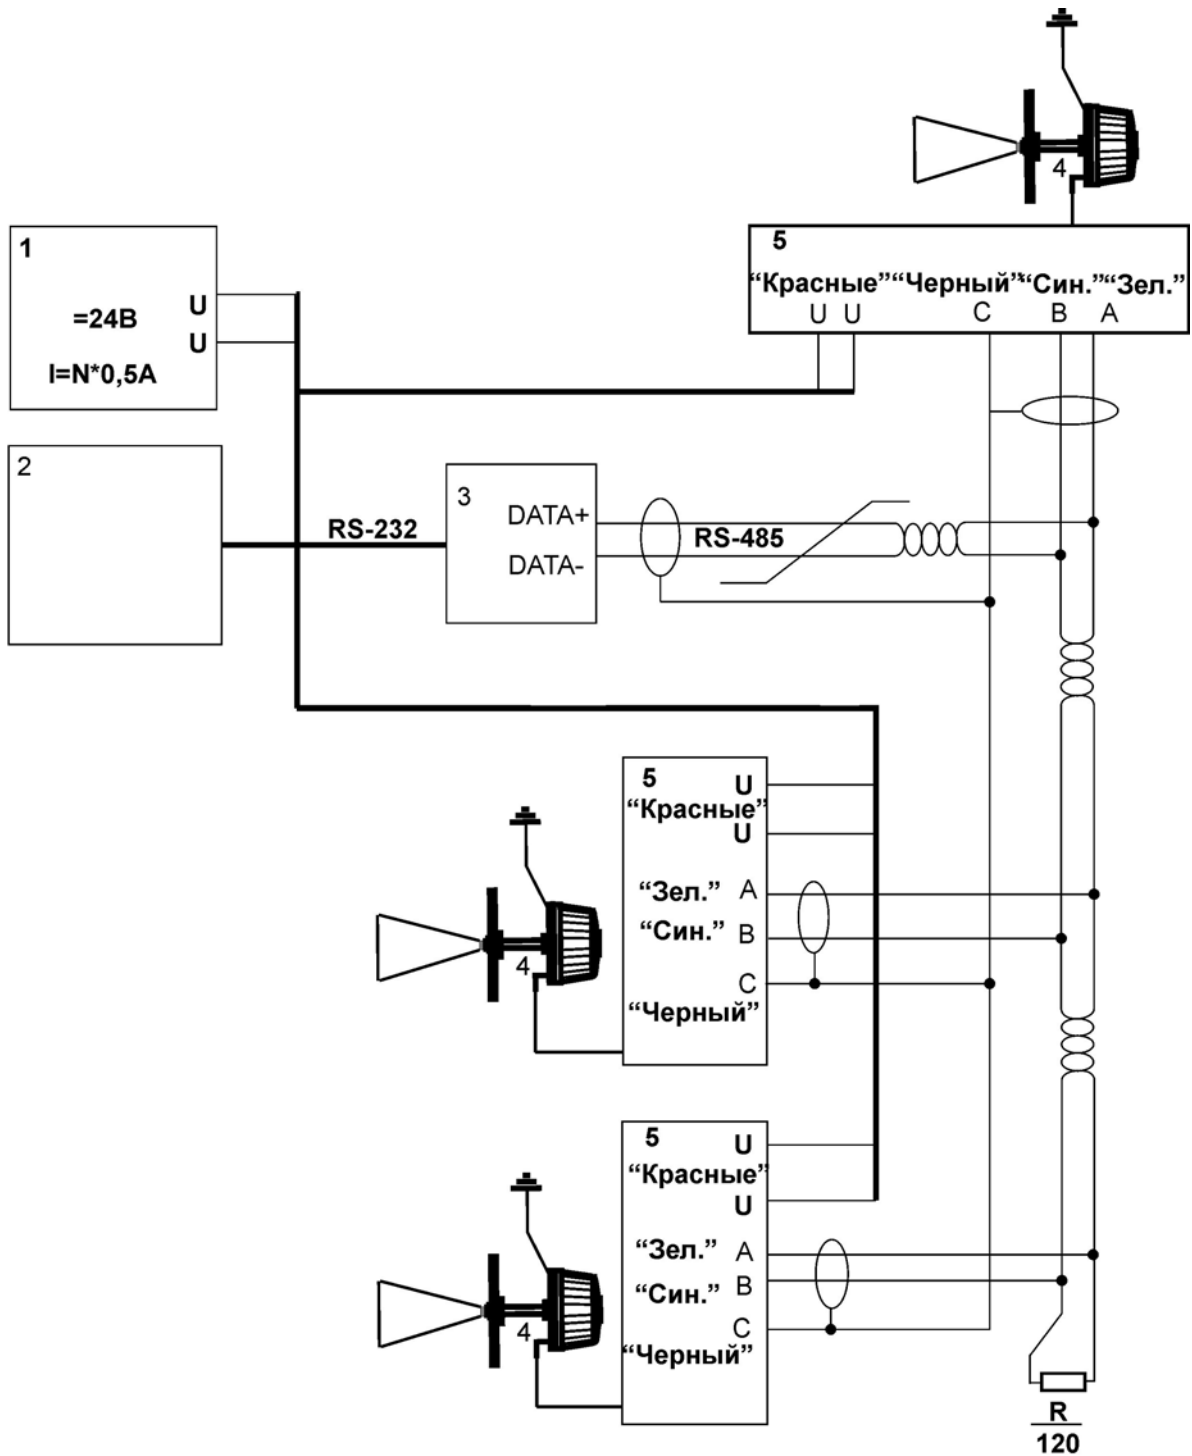 4
1
U
=24В
U
I=N*0,5A
5
“Красные” “Черный” “Син.” “Зел.”
U U C B A
2
RS-232
3
DATA+
DATA-
RS-485
5
U
“Красные”
U
“Зел.” A
“Син.” B
C
“Черный”
4
5
U
“Красные”
U
“Зел.” A
“Син.” B
C
“Черный”
4
R
120